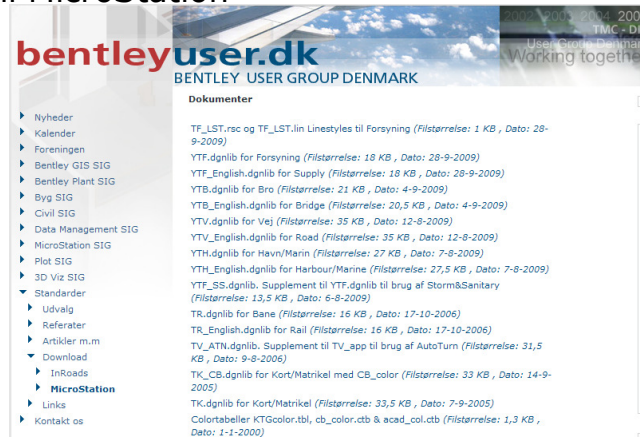 MicroStation
2002 - 2003 - 2004 200
TMC - D
User Group Denmar
Working togethe
bentleyuser.dk
BENTLEY USER GROUP DENMARK
Nyheder
Kalender
Foreningen
Bentley GIS SIG
Bentley Plant SIG
Byg SIG
Civil SIG
Data Management SIG
MicroStation SIG
Plot SIG
3D Viz SIG
Standarder
Udvalg
Referater
Artikler m.m
Download
InRoads
MicroStation
Links
Kontakt os
Dokumenter
TF_LST.rsc og TF_LST.lin Linestyles til Forsyning (Filstørrelse: 1 KB , Dato: 28-
9-2009)
YTF.dgnlib for Forsyning (Filstørrelse: 18 KB , Dato: 28-9-2009)
YTF_English.dgnlib for Supply (Filstørrelse: 18 KB , Dato: 28-9-2009)
YTB.dgnlib for Bro (Filstørrelse: 21 KB , Dato: 4-9-2009)
YTB_English.dgnlib for Bridge (Filstørrelse: 20,5 KB , Dato: 4-9-2009)
YTV.dgnlib for Vej (Filstørrelse: 35 KB , Dato: 12-8-2009)
YTV_English.dgnlib for Road (Filstørrelse: 35 KB , Dato: 12-8-2009)
YTH.dgnlib for Havn/Marin (Filstørrelse: 27 KB , Dato: 7-8-2009)
YTH_English.dgnlib for Harbour/Marine (Filstørrelse: 27,5 KB , Dato: 7-8-2009)
YTF_SS.dgnlib. Supplement til YTF.dgnlib til brug af Storm&Sanitary
(Filstørrelse: 13,5 KB , Dato: 6-8-2009)
TR.dgnlib for Bane (Filstørrelse: 16 KB , Dato: 17-10-2006)
TR_English.dgnlib for Rail (Filstørrelse: 16 KB , Dato: 17-10-2006)
TV_ATN.dgnlib. Supplement til TV_app til brug af AutoTurn (Filstørrelse: 31,5
KB , Dato: 9-8-2006)
TK_CB.dgnlib for Kort/Matrikel med CB_color (Filstørrelse: 33 KB , Dato: 14-9-
2005)
TK.dgnlib for Kort/Matrikel (Filstørrelse: 33,5 KB , Dato: 7-9-2005)
Colortabeller KTGcolor.tbl, cb_color.ctb & acad_col.ctb (Filstørrelse: 1,3 KB ,
Dato: 1-1-2000)